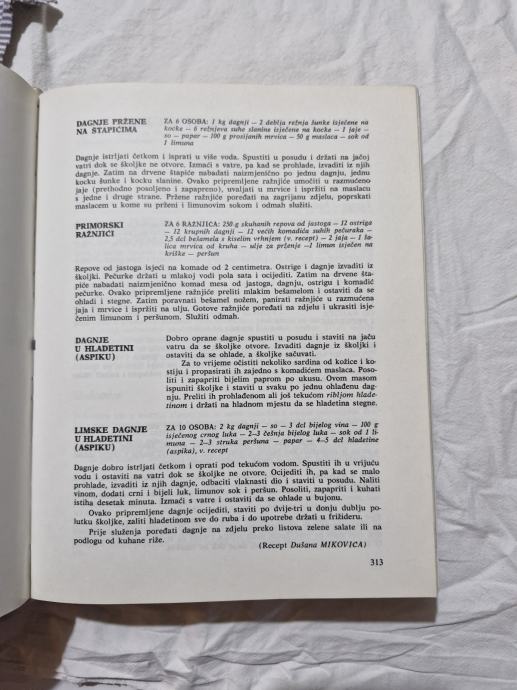 DAGNJE PRŽENE
NA ŠTAPIĆIMA
ZA 6 OSOBA: 1 kg dagnji — 2 deblja režnja šunke isječene na
kocke — 6 režnjeva suhe slanine isječene na kocke — 1 jaje —
so — papar — 100 g prosijanih mrvica — 50 g maslaca — sok od
1 limuna
Dagnje istrljati četkom i isprati u više voda. Spustiti u posudu i držati na jačoj
vatri dok se školjke ne otvore. Izmaći s vatre, pa kad se prohlade, izvaditi iz njih
dagnje. Zatim na drvene štapiće nabadati naizmjenično po jednu dagnju, jednu
kocku šunke i kocku slanine. Ovako pripremljene ražnjiće umočiti u razmućeno
jaje (prethodno posoljeno i zapapreno), uvaljati u mrvice i ispržiti na maslacu
s jedne i druge strane. Pržene ražnjiće poređati na zagrijanu zdjelu, poprskati
maslacem u kome su prženi i limunovim sokom i odmah služiti.
PRIMORSKI
RAŽNJIĆI
ZA 6 RAŽNJIĆA: 250 g skuhanih repova od jastoga — 12 ostriga
— 12 krupnih dagnji — 12 većih komadića suhih pečuraka —
2,5 dcl bešamela s kiselim vrhnjem (v. recept) — 2 jaja — 1 ša-
lica mrvica od kruha — ulje za prženje — 1 limun isječen na
kriške — peršun
Repove od jastoga isjeći na komade od 2 centimetra. Ostrige i dagnje izvaditi iz
školjki. Pečurke držati u mlakoj vodi pola sata i ocijediti. Zatim na drvene šta-
piće nabadati naizmjenično komad mesa od jastoga, dagnju, ostrigu i komadić
pečurke. Ovako pripremljene ražnjiće preliti mlakim bešamelom i ostaviti da se
ohladi i stegne. Zatim poravnati bešamel nožem, panirati ražnjiće u razmućena
jaja i mrvice i ispržiti na ulju. Gotove ražnjiće poređati na zdjelu i ukrasiti isje-
čenim limunom i peršunom. Služiti odmah.
DAGNJE
U HLADETINI
(ASPIKU)
Dobro oprane dagnje spustiti u posudu i staviti na jaču
vatru da se školjke otvore. Izvaditi dagnje iz školjki i
ostaviti da se ohlade, a školjke sačuvati.
Za to vrijeme očistiti nekoliko sardina od kožice i ko-
stiju i propasirati ih zajedno s komadićem maslaca. Poso-
liti i zapapriti bijelim paprom po ukusu. Ovom masom
ispuniti školjke i staviti u svaku po jednu ohlađenu dag-
nju. Preliti ih prohlađenom ali još tekućom ribljom hlade-
tinom i držati na hladnom mjestu da se hladetina stegne.
LIMSKE DAGNJE
U HLADETINI
(ASPIKU)
ZA 10 OSOBA: 2 kg dagnji — so — 3 dcl bijelog vina — 100 g
isječenog crnog luka — 2—3 češnja bijelog luka — sok od 1 li-
muna — 2—3 struka peršuna — papar — 4—5 dcl hladetine
(aspika), v. recept
Dagnje dobro istrljati četkom i oprati pod tekućom vodom. Spustiti ih u vrijuću
vodu i ostaviti na vatri dok se školjke ne otvore. Ocijediti ih, pa kad se malo
prohlade, izvaditi iz njih dagnje, odbaciti vlaknasti dio i staviti u posudu. Naliti
vinom, dodati crni i bijeli luk, limunov sok i peršun. Posoliti, zapapriti i kuhati
istiha desetak minuta. Izmaći s vatre i ostaviti da se ohlade u bujonu.
Ovako pripremljene dagnje ocijediti, staviti po dvije-tri u donju dublju po-
lutku školjke, zaliti hladetinom sve do ruba i do upotrebe držati u frižideru.
Prije služenja poređati dagnje na zdjelu preko listova zelene salate ili na
podlogu od kuhane riže.
(Recept Dušana MIKOVICA)
313